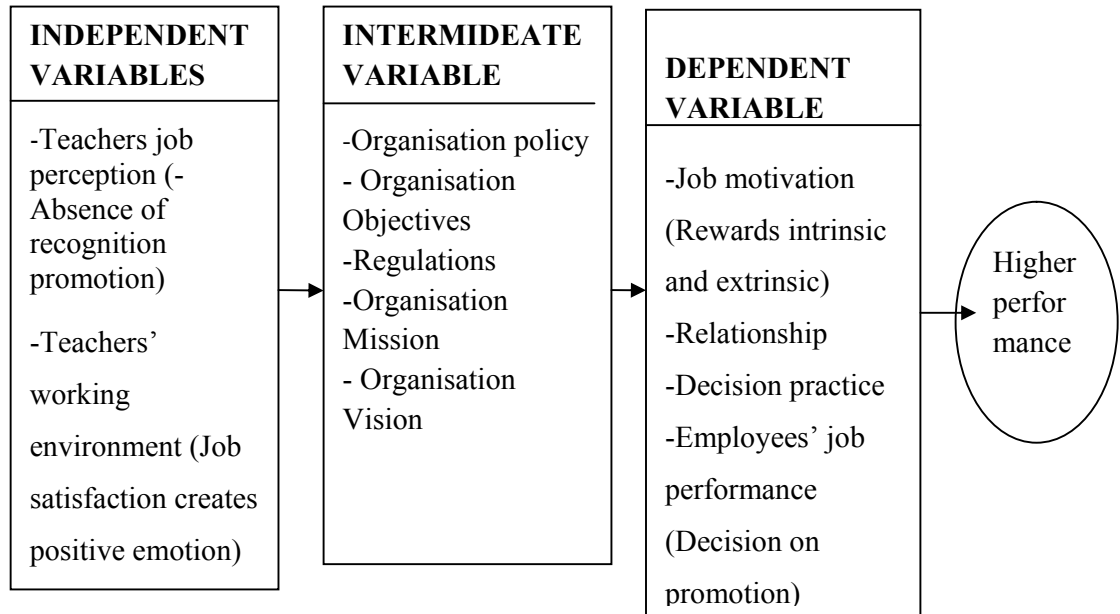 INDEPENDENT
VARIABLES
-Teachers job
perception (-
Absence of
recognition
promotion)
-Teachers’
working
environment (Job
satisfaction creates
positive emotion)
INTERMIDEATE
VARIABLE
-Organisation policy
- Organisation
Objectives
-Regulations
-Organisation
Mission
- Organisation
Vision
DEPENDENT
VARIABLE
-Job motivation
(Rewards intrinsic
and extrinsic)
-Relationship
-Decision practice
-Employees’ job
performance
(Decision on
promotion)
Higher
perfor
mance